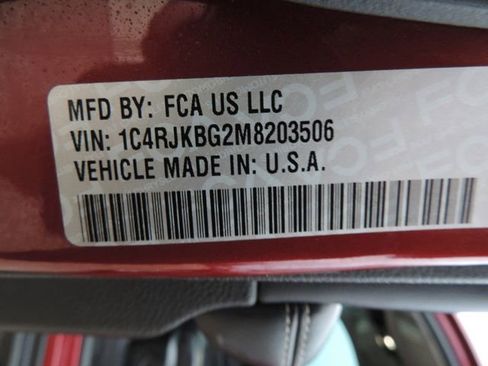 MFD BY: FCA US LLC
VIN: 1C4RJKBG2M8203506
VEHICLE MADE IN: U.S.A.